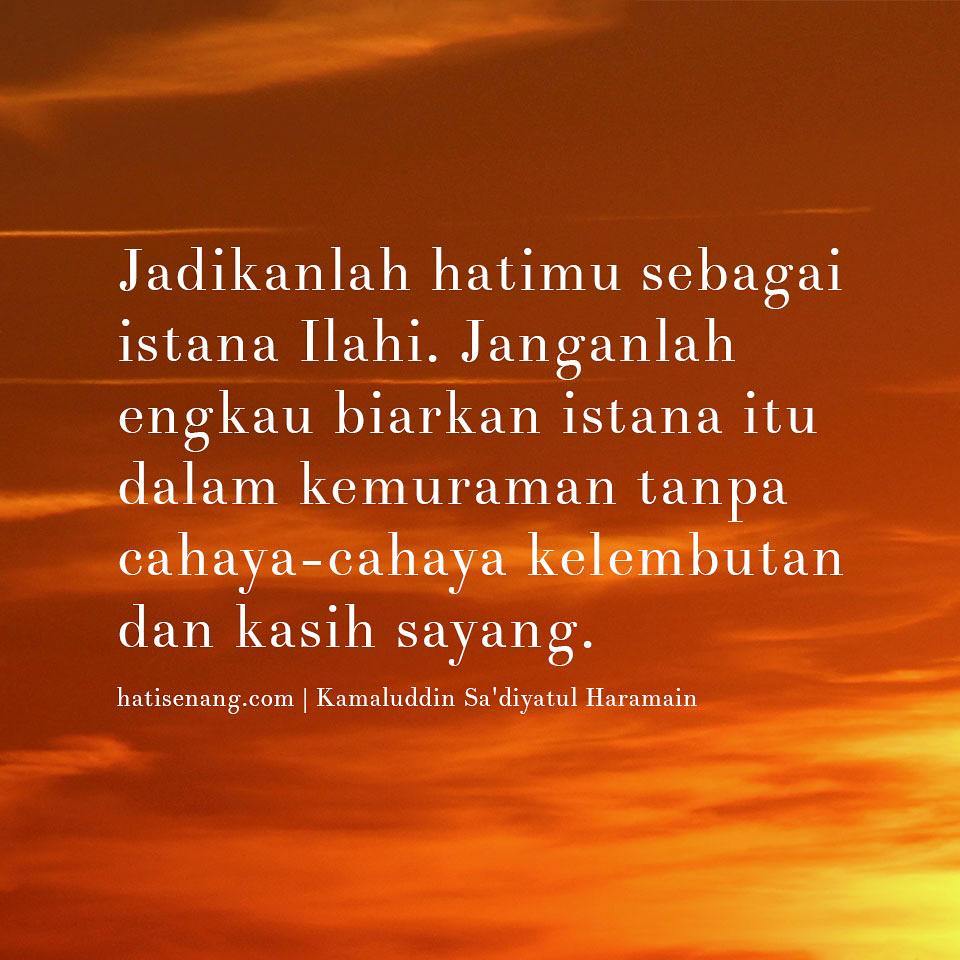 Jadikanlah hatimu sebagai
istana Ilahi. Janganlah
engkau biarkan istana itu
dalam kemuraman tanpa
cahaya-cahaya kelembutan
dan kasih sayang.
hatisenang.com | Kamaluddin Sa'diyatul Haramain